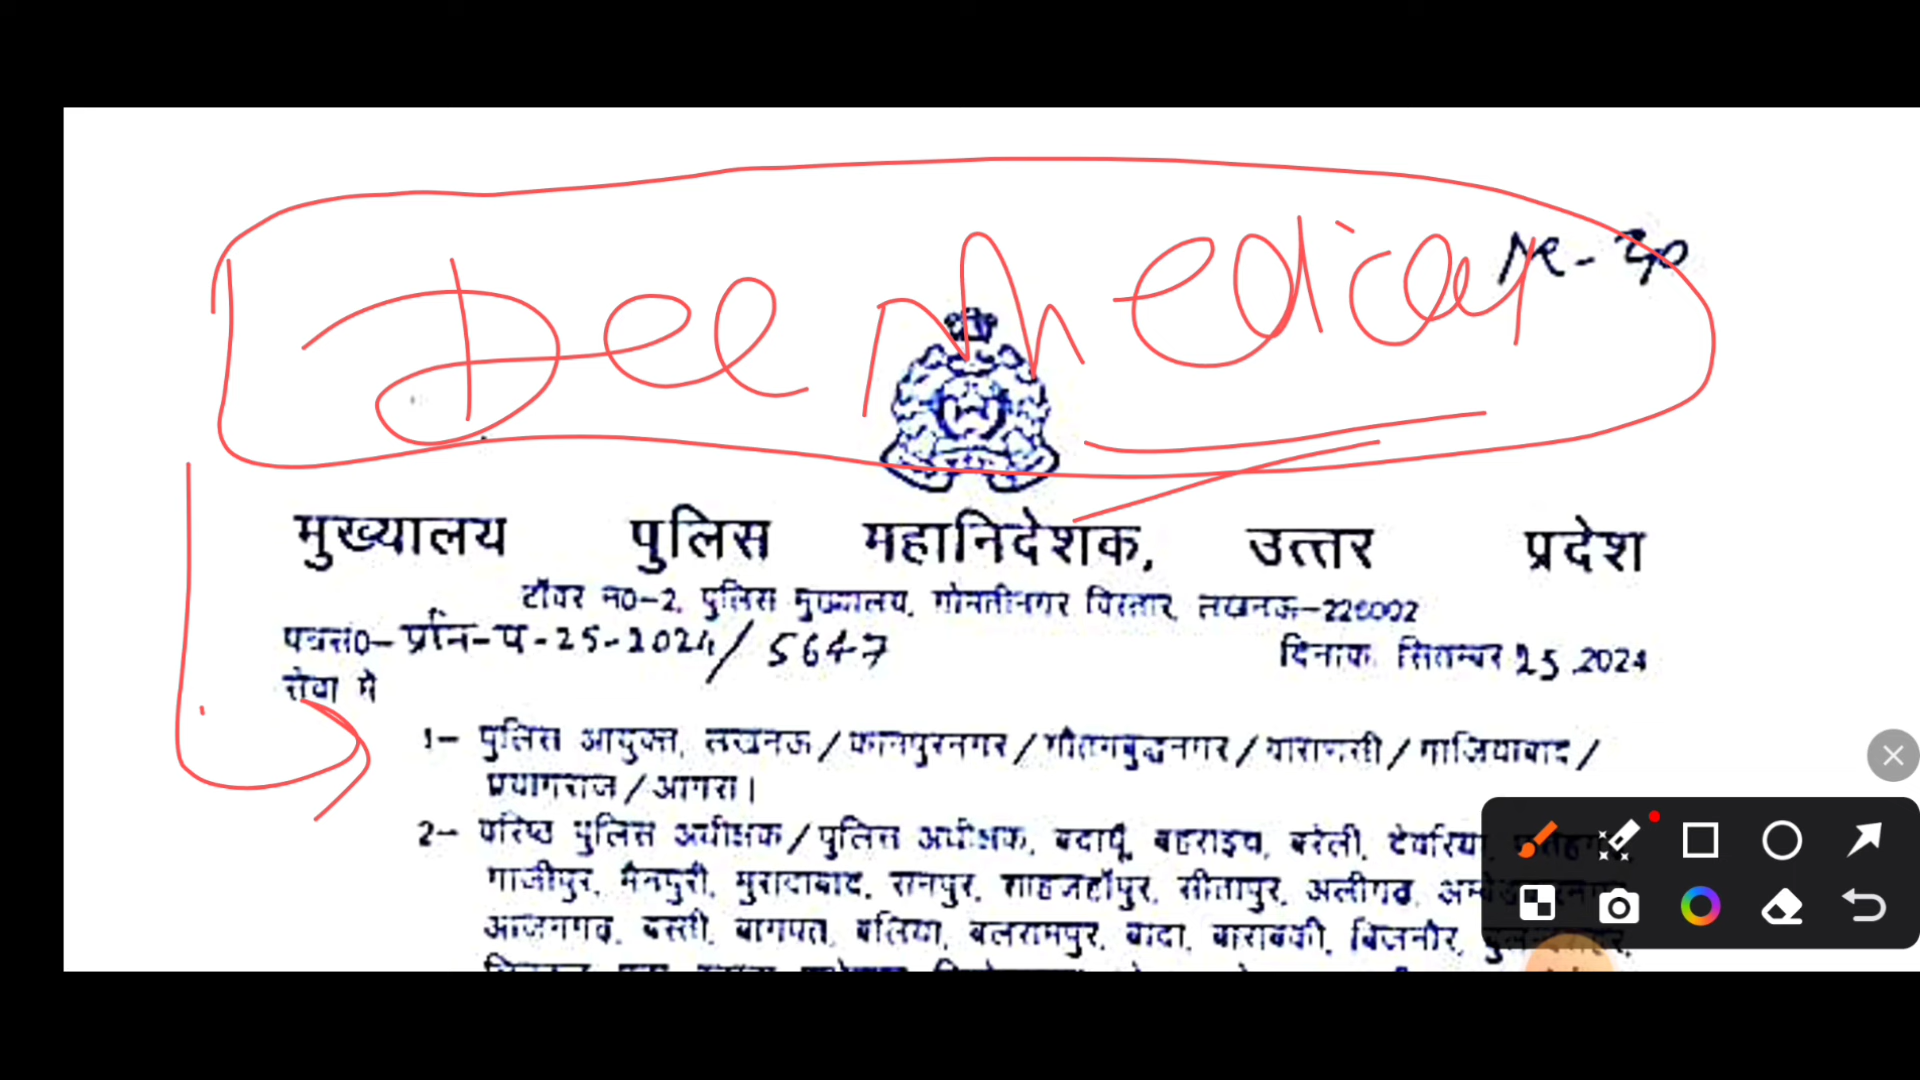 Dee Medical
मुख्यालय पुलिस महानिदेशक, उत्तर प्रदेश
टॉवर न0-2, पुलिस मुख्यालय, गोमतीनगर विस्तार, लखनऊ-226002
पत्रसं0- 25-2024/5647 दिनांक सितम्बर 25, 2024
सेवा में
1- पुलिस आयुक्त, लखनऊ/कानपुरनगर/गौतमबुद्धनगर/वाराणसी/गाजियाबाद/
प्रयागराज/आगरा।
2- वरिष्ठ पुलिस अधीक्षक/पुलिस अधीक्षक, बदायूं, बहराइच, बरेली, देवरिया,
गाजीपुर, मैनपुरी, मुरादाबाद, रामपुर, शाहजहाँपुर, सीतापुर, अलीगढ़,
आजमगढ़, बस्ती, बागपत, बलिया, बलरामपुर, बांदा, बाराबंकी, बिजनौर,